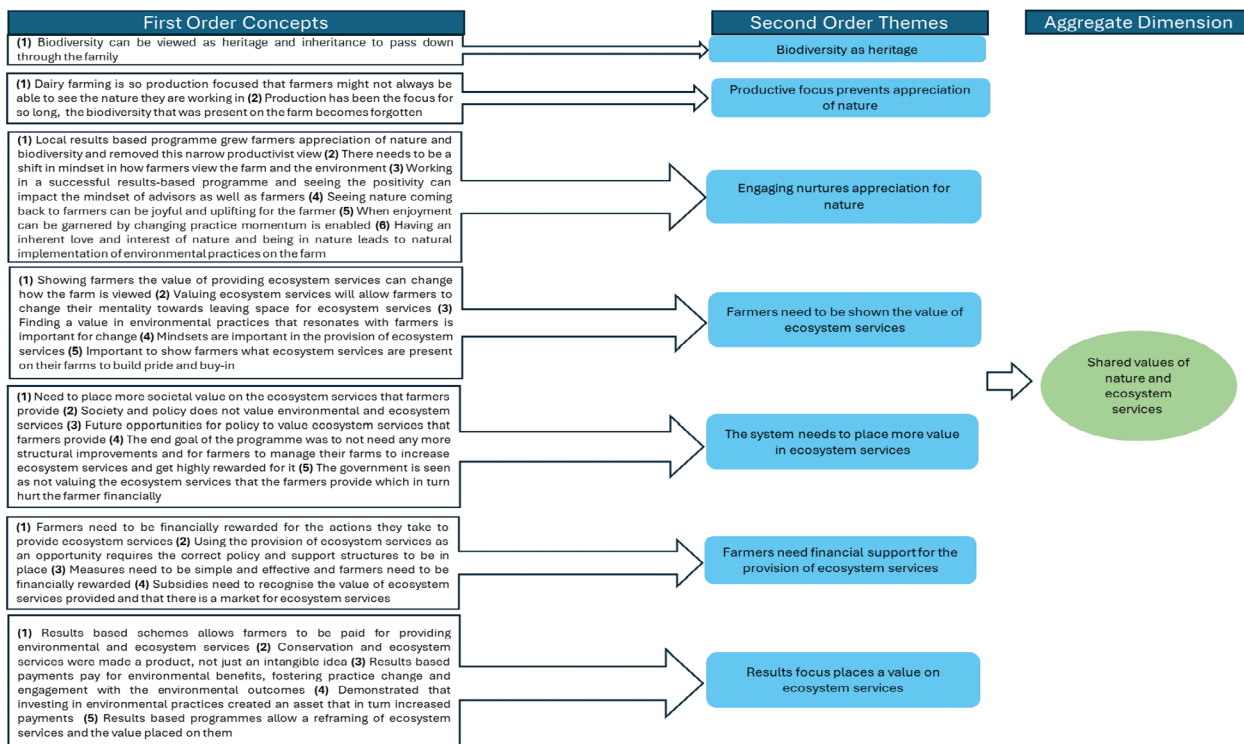 First Order Concepts
Second Order Themes
Aggregate Dimension
(1) Biodiversity can be viewed as heritage and inheritance to pass down
through the family
Biodiversity as heritage
(1) Dairy farming is so production focused that farmers might not always be
able to see the nature they are working in (2) Production has been the focus for
so long, the biodiversity that was present on the farm becomes forgotten
Productive focus prevents appreciation
of nature
(1) Local results based programme grew farmers appreciation of nature and
biodiversity and removed this narrow productivist view (2) There needs to be a
shift in mindset in how farmers view the farm and the environment (3) Working
in a successful results-based programme and seeing the positivity can
impact the mindset of advisors as well as farmers (4) Seeing nature coming
back to farmers can be joyful and uplifting for the farmer (5) When enjoyment
can be garnered by changing practice momentum is enabled (6) Having an
inherent love and interest of nature and being in nature leads to natural
implementation of environmental practices on the farm
Engaging nurtures appreciation for
nature
(1) Showing farmers the value of providing ecosystem services can change
how the farm is viewed (2) Valuing ecosystem services will allow farmers to
change their mentality towards leaving space for ecosystem services (3)
Finding a value in environmental practices that resonates with farmers is
important for change (4) Mindsets are important in the provision of ecosystem
services (5) Important to show farmers what ecosystem services are present
on their farms to build pride and buy-in
Farmers need to be shown the value of
ecosystem services
Shared values of
nature and
ecosystem
services
(1) Need to place more societal value on the ecosystem services that farmers
provide (2) Society and policy does not value environmental and ecosystem
services (3) Future opportunities for policy to value ecosystem services that
farmers provide (4) The end goal of the programme was to not need any more
structural improvements and for farmers to manage their farms to increase
ecosystem services and get highly rewarded for it (5) The government is seen
as not valuing the ecosystem services that the farmers provide which in turn
hurt the farmer financially
The system needs to place more value
in ecosystem services
(1) Farmers need to be financially rewarded for the actions they take to
provide ecosystem services (2) Using the provision of ecosystem services as
an opportunity requires the correct policy and support structures to be in
place (3) Measures need to be simple and effective and farmers need to be
financially rewarded (4) Subsidies need to recognise the value of ecosystem
services provided and that there is a market for ecosystem services
Farmers need financial support for the
provision of ecosystem services
(1) Results based schemes allows farmers to be paid for providing
environmental and ecosystem services (2) Conservation and ecosystem
services were made a product, not just an intangible idea (3) Results based
payments pay for environmental benefits, fostering practice change and
engagement with the environmental outcomes (4) Demonstrated that
investing in environmental practices created an asset that in turn increased
payments (5) Results based programmes allow a reframing of ecosystem
services and the value placed on them
Results focus places a value on
ecosystem services